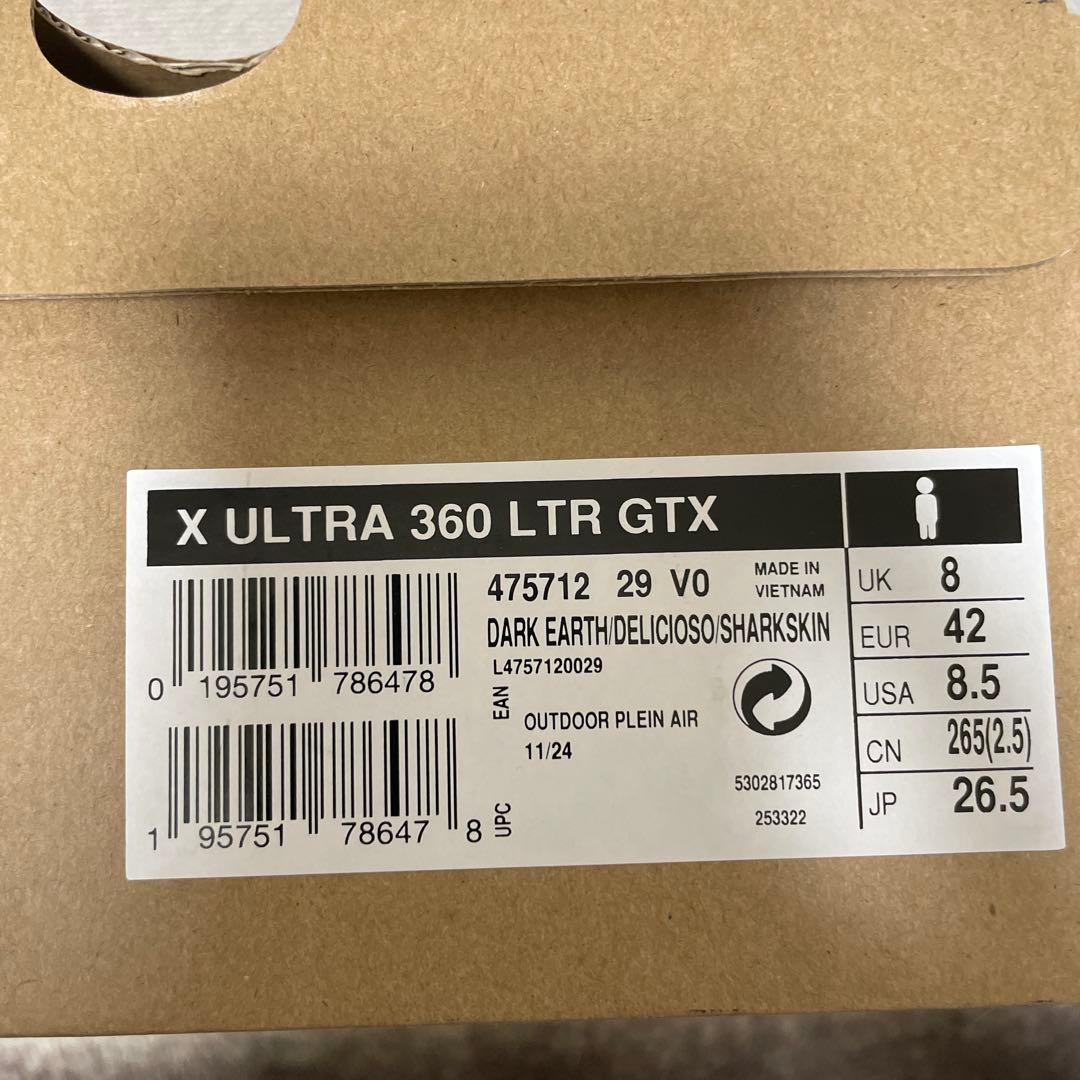 X ULTRA 360 LTR GTX
475712 29 V0
MADE IN
VIETNAM
DARK EARTH/DELICIOSO/SHARKSKIN
L4757120029
0 195751 786478
EAN
OUTDOOR PLEIN AIR
11/24
1 95751 78647 8
UPC
5302817365
253322
UK 8
EUR 42
USA 8.5
CN 265(2.5)
JP 26.5